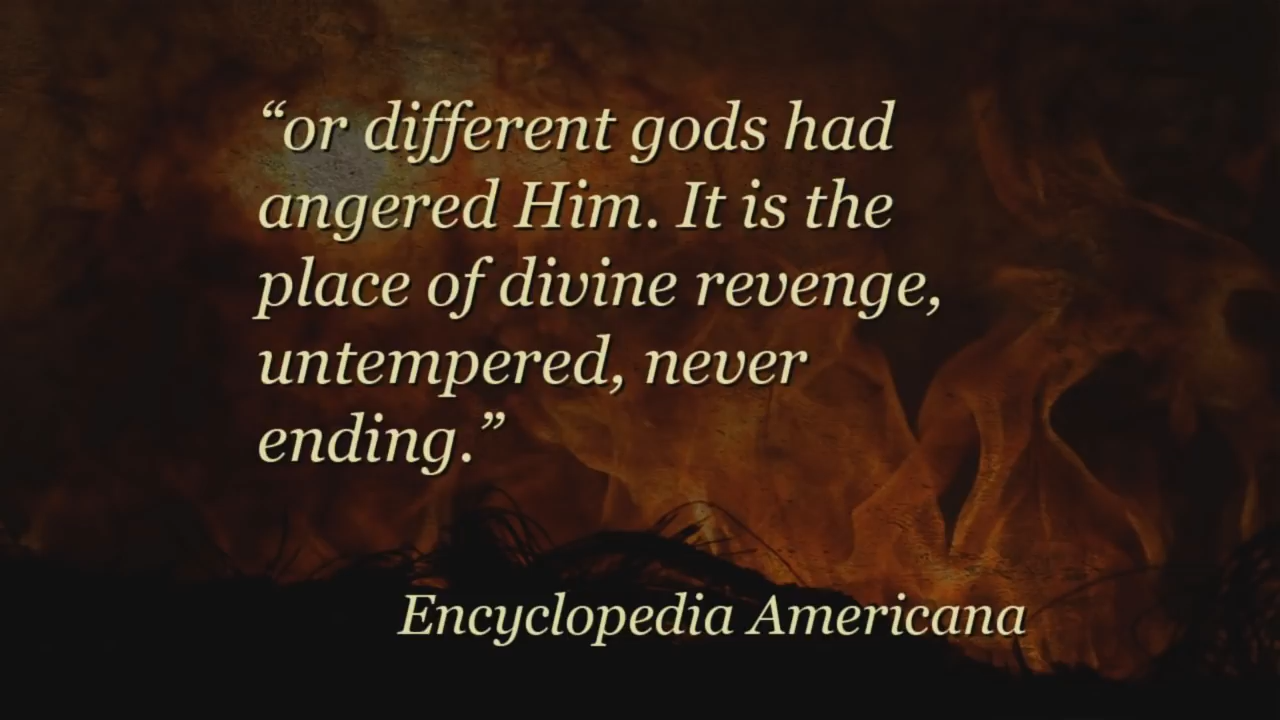 “or different gods had
angered Him. It is the
place of divine revenge,
untempered, never
ending.”
Encyclopedia Americana